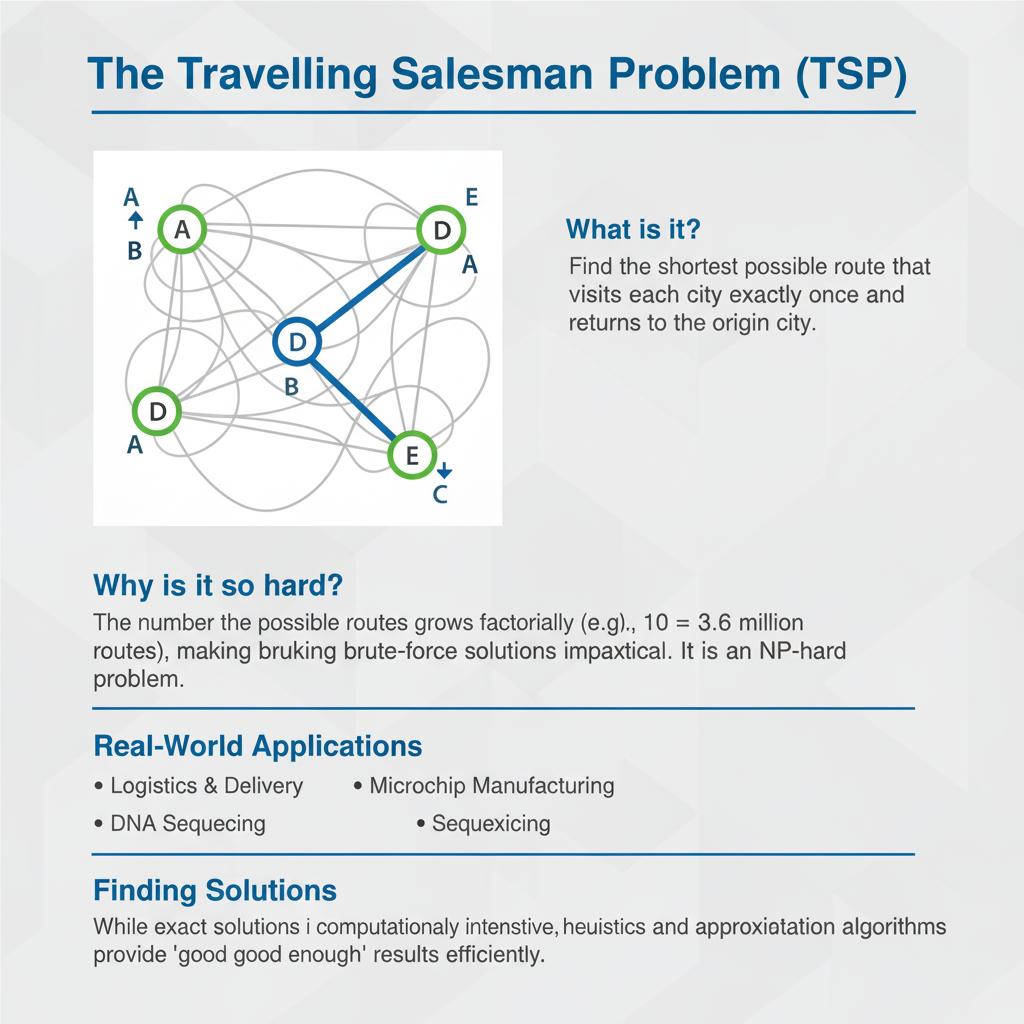 The Travelling Salesman Problem (TSP)
A
B
A
E
D
A
D
B
D
A
E
C
What is it?
Find the shortest possible route that
visits each city exactly once and
returns to the origin city.
Why is it so hard?
The number the possible routes grows factorially (e.g)., 10 = 3.6 million
routes), making bruking brute-force solutions impaxtical. It is an NP-hard
problem.
Real-World Applications
• Logistics & Delivery • Microchip Manufacturing
• DNA Sequecing • Sequexicing
Finding Solutions
While exact solutions i computationaly intenstive, heuistics and approxiatation algorithms
provide 'good good enough' results efficiently.